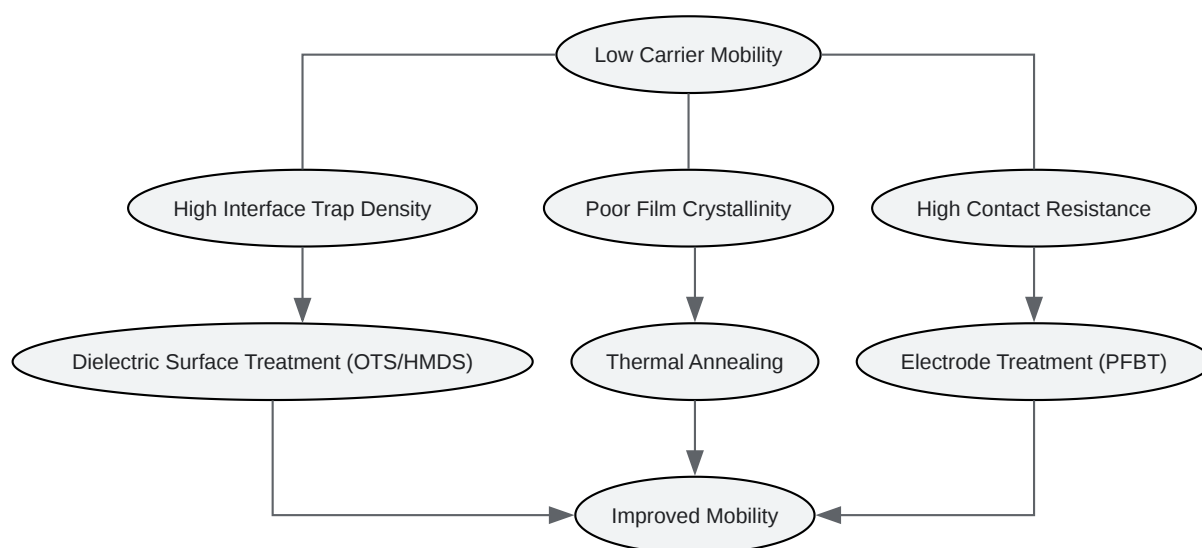 Low Carrier Mobility
High Interface Trap Density
Poor Film Crystallinity
High Contact Resistance
Dielectric Surface Treatment (OTS/HMDS)
Thermal Annealing
Electrode Treatment (PFBT)
Improved Mobility